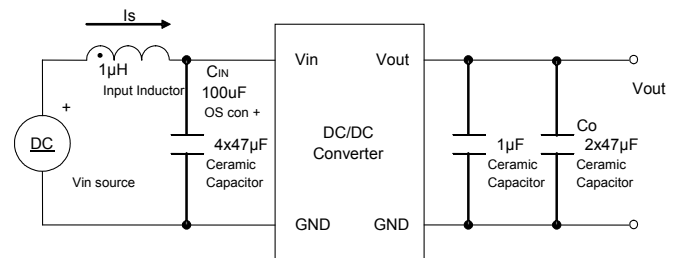 Is
1µH
Input Inductor
CIN
100uF
OS con +
4x47µF
Ceramic
Capacitor
+
DC
Vin source
Vin
Vout
DC/DC
Converter
GND
GND
1µF
Ceramic
Capacitor
Co
2x47µF
Ceramic
Capacitor
Vout